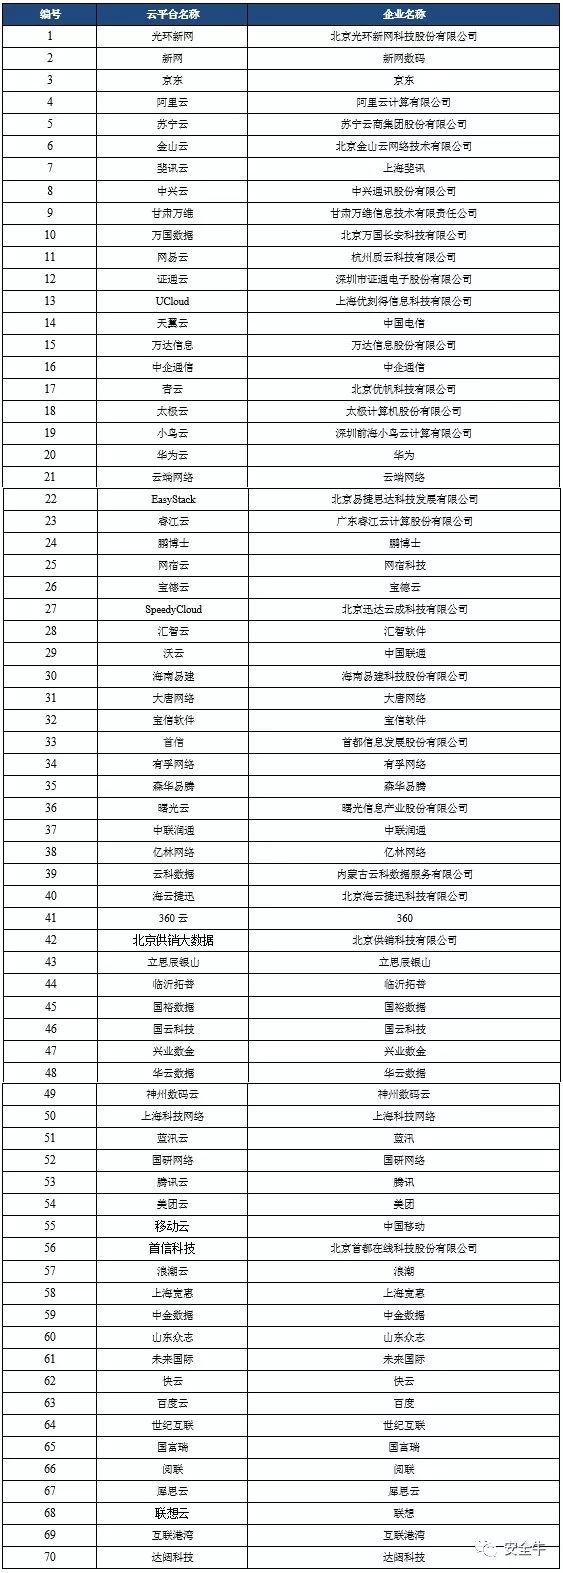 编号 云平台名称 企业名称
1 光环新网 北京光环新网科技股份有限公司
2 新网 新网数码
3 京东 京东
4 阿里云 阿里云计算有限公司
5 苏宁云 苏宁云商集团股份有限公司
6 金山云 北京金山云网络技术有限公司
7 斐讯云 上海斐讯
8 中兴云 中兴通讯股份有限公司
9 甘肃万维 甘肃万维信息技术有限责任公司
10 万国数据 北京万国长安科技有限公司
11 网易云 杭州质云科技有限公司
12 证通云 深圳市证通电子股份有限公司
13 UCloud 上海优刻得信息科技有限公司
14 天翼云 中国电信
15 万达信息 万达信息股份有限公司
16 中企通信 中企通信
17 青云 北京优帆科技有限公司
18 太极云 太极计算机股份有限公司
19 小鸟云 深圳前海小鸟云计算有限公司
20 华为云 华为
21 云端网络 云端网络
22 EasyStack 北京易捷思达科技发展有限公司
23 睿江云 广东睿江云计算股份有限公司
24 鹏博士 鹏博士
25 网宿云 网宿科技
26 宝德云 宝德云
27 SpeedyCloud 北京迅达云成科技有限公司
28 汇智云 汇智软件
29 沃云 中国联通
30 海南易建 海南易建科技股份有限公司
31 大唐网络 大唐网络
32 宝信软件 宝信软件
33 首信 首都信息发展股份有限公司
34 有孚网络 有孚网络
35 森华易腾 森华易腾
36 曙光云 曙光信息产业股份有限公司
37 中联润通 中联润通
38 亿林网络 亿林网络
39 云科数据 内蒙古云科数据服务有限公司
40 海云捷迅 北京海云捷迅科技有限公司
41 360云 360
42 北京供销大数据 北京供销科技有限公司
43 立思辰银山 立思辰银山
44 临沂拓普 临沂拓普
45 国裕数据 国裕数据
46 国云科技 国云科技
47 兴业数金 兴业数金
48 华云数据 华云数据
49 神州数码云 神州数码云
50 上海科技网络 上海科技网络
51 蓝汛云 蓝汛
52 国研网络 国研网络
53 腾讯云 腾讯
54 美团云 美团
55 移动云 中国移动
56 首信科技 北京首都在线科技股份有限公司
57 浪潮云 浪潮
58 上海宽惠 上海宽惠
59 中金数据 中金数据
60 山东众志 山东众志
61 未来国际 未来国际
62 快云 快云
63 百度云 百度
64 世纪互联 世纪互联
65 国富瑞 国富瑞
66 阅联 阅联
67 犀思云 犀思云
68 联想云 联想
69 互联港湾 互联港湾
70 达闼科技 达闼科技
安全牛